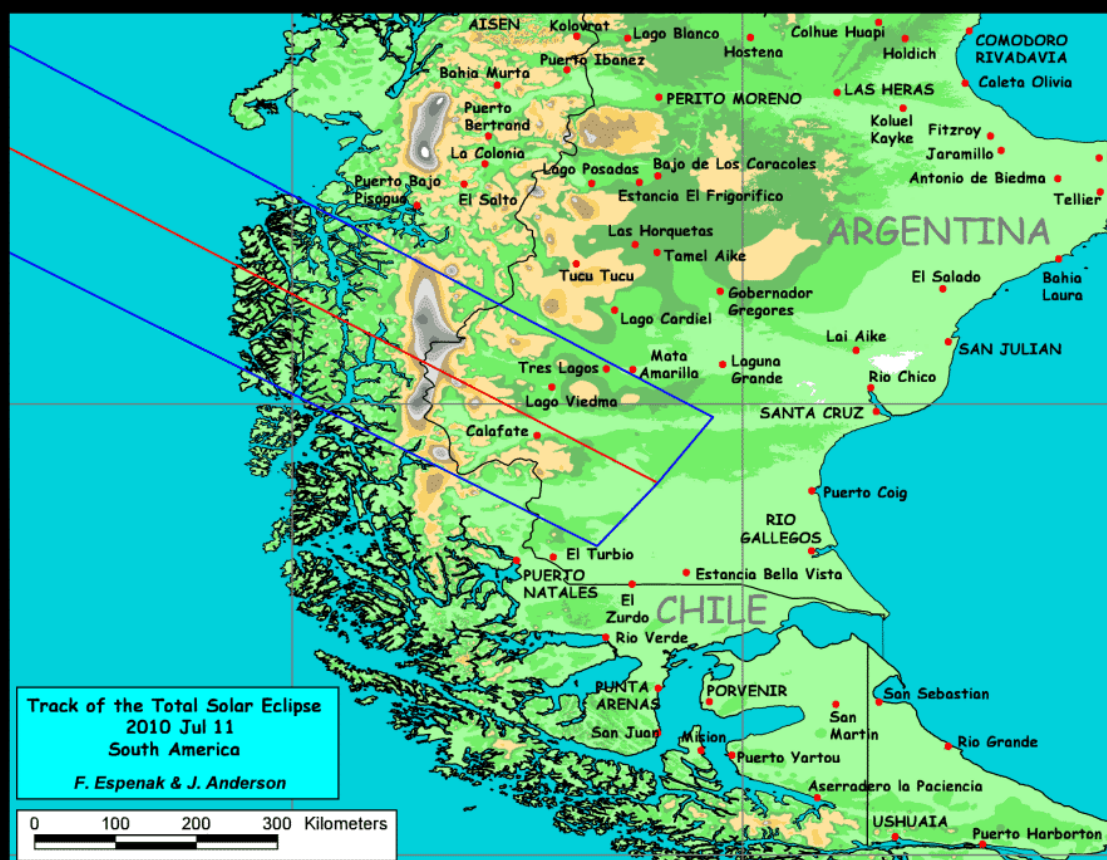 AISEN
Kolovrat
Lago Blanco
Hostena
Colhue Huapi
Holdich
COMODORO
RIVADAVIA
Puerto Ibanez
Bahia Murta
PERITO MORENO
LAS HERAS
Caleta Olivia
Puerto
Bertrand
Koluel
Kayke
Fitzroy
Jaramillo
La Colonia
Lago Posadas
Bajo de Los Caracoles
Antonio de Biedma
Puerto Bajo
Pisagua
El Salto
Estancia El Frigorifico
Tellier
ARGENTINA
Las Horquetas
Tamel Aike
Tucu Tucu
El Salado
Bahia
Laura
Gobernador
Gregores
Lago Cardiel
Lai Aike
SAN JULIAN
Tres Lagos
Mata
Amarilla
Laguna
Grande
Rio Chico
Lago Viedma
SANTA CRUZ
Calafate
Puerto Coig
RIO
GALLEGOS
El Turbio
Estancia Bella Vista
PUERTO
NATALES
El
Zurdo
CHILE
Rio Verde
PUNTA
ARENAS
PORVENIR
San Sebastian
San
Martin
San Juan
Mision
Rio Grande
Puerto Yartou
Aserradero la Paciencia
USHUAIA
Puerto Harborton
Track of the Total Solar Eclipse
2010 Jul 11
South America
F. Espenak & J. Anderson
0 100 200 300 Kilometers